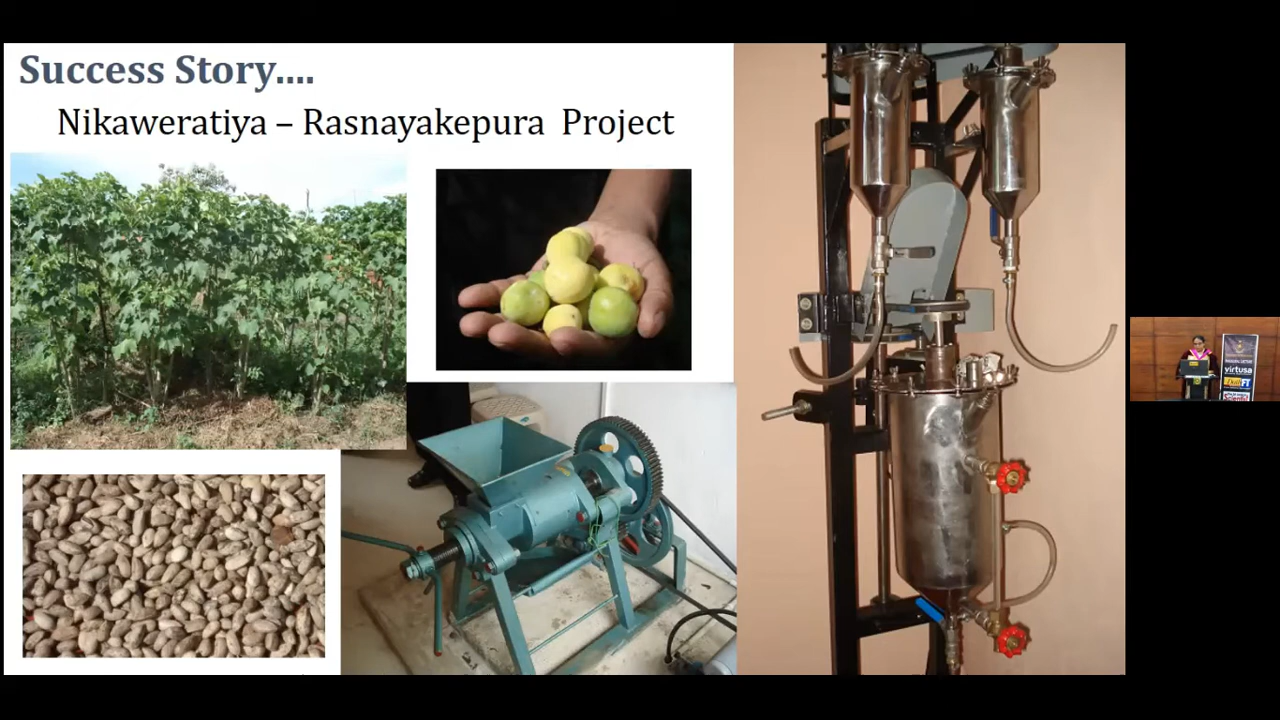 Success Story....
Nikaweratiya – Rasnayakepura Project
virtusa